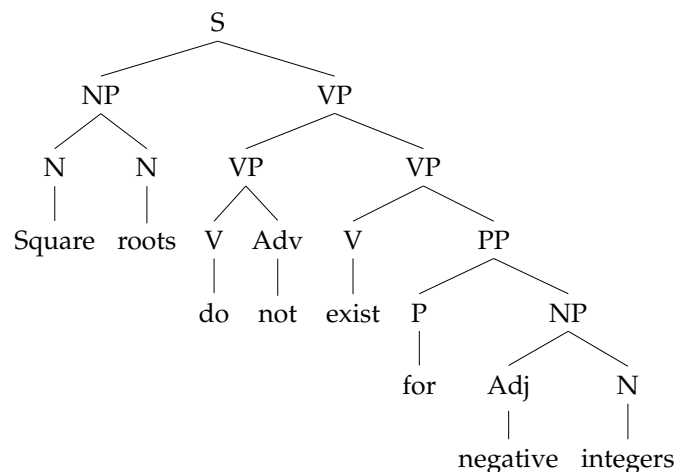 S
NP VP
N N VP VP
Square roots V Adv V PP
do not exist P NP
for Adj N
negative integers